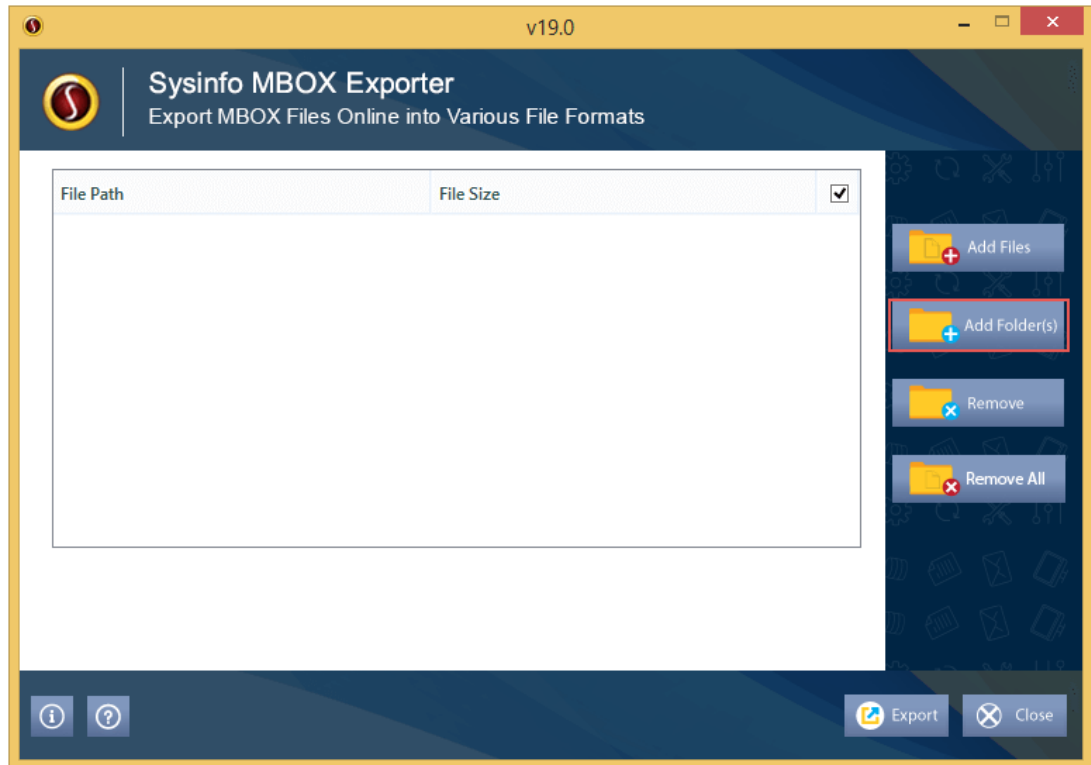 v19.0
Sysinfo MBOX Exporter
Export MBOX Files Online into Various File Formats
File Path File Size
Add Files
Add Folder(s)
Remove
Remove All
Export Close